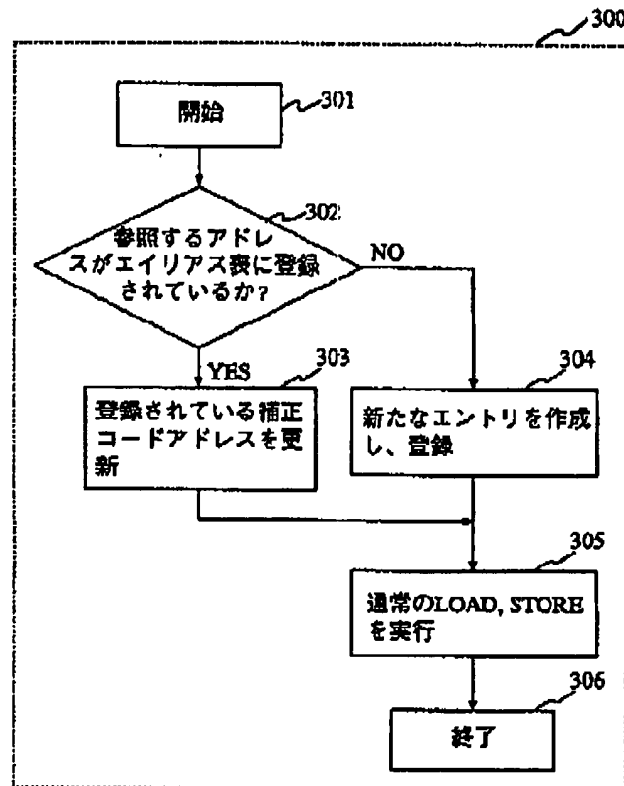 300
開始
301
302
参照するアドレ
スがエイリアス喪に登録
されているか?
NO
YES
303
登録されている補正
コードアドレスを更
新
304
新たなエントリを作成
し、登録
305
通常のLOAD, STORE
を実行
306
終了